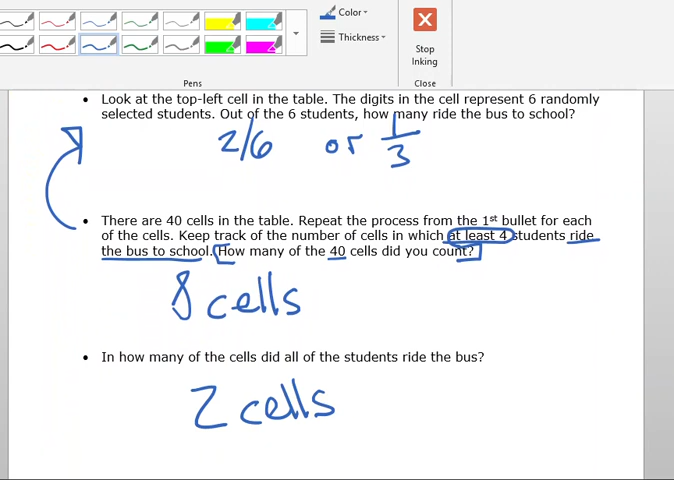 Color
Thickness
Stop
Inking
Pens
Close
• Look at the top-left cell in the table. The digits in the cell represent 6 randomly
selected students. Out of the 6 students, how many ride the bus to school?
2/6 or 1/3
• There are 40 cells in the table. Repeat the process from the 1st bullet for each
of the cells. Keep track of the number of cells in which at least 4 students ride
the bus to school. [How many of the 40 cells did you count?]
8 cells
• In how many of the cells did all of the students ride the bus?
2 cells